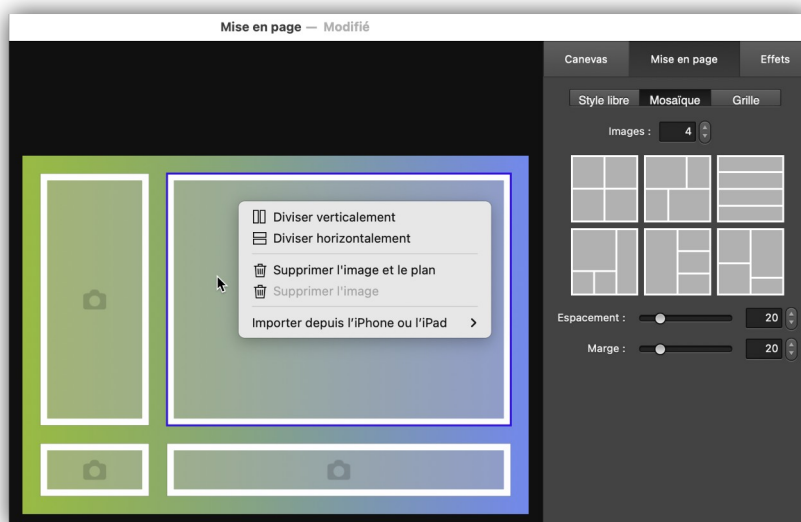 Mise en page — Modifié
Canevas Mise en page Effets
Style libre Mosaïque Grille
Images : 4
Diviser verticalement
Diviser horizontalement
Supprimer l'image et le plan
Supprimer l'image
Importer depuis l'iPhone ou l'iPad
Espacement : 20
Marge : 20